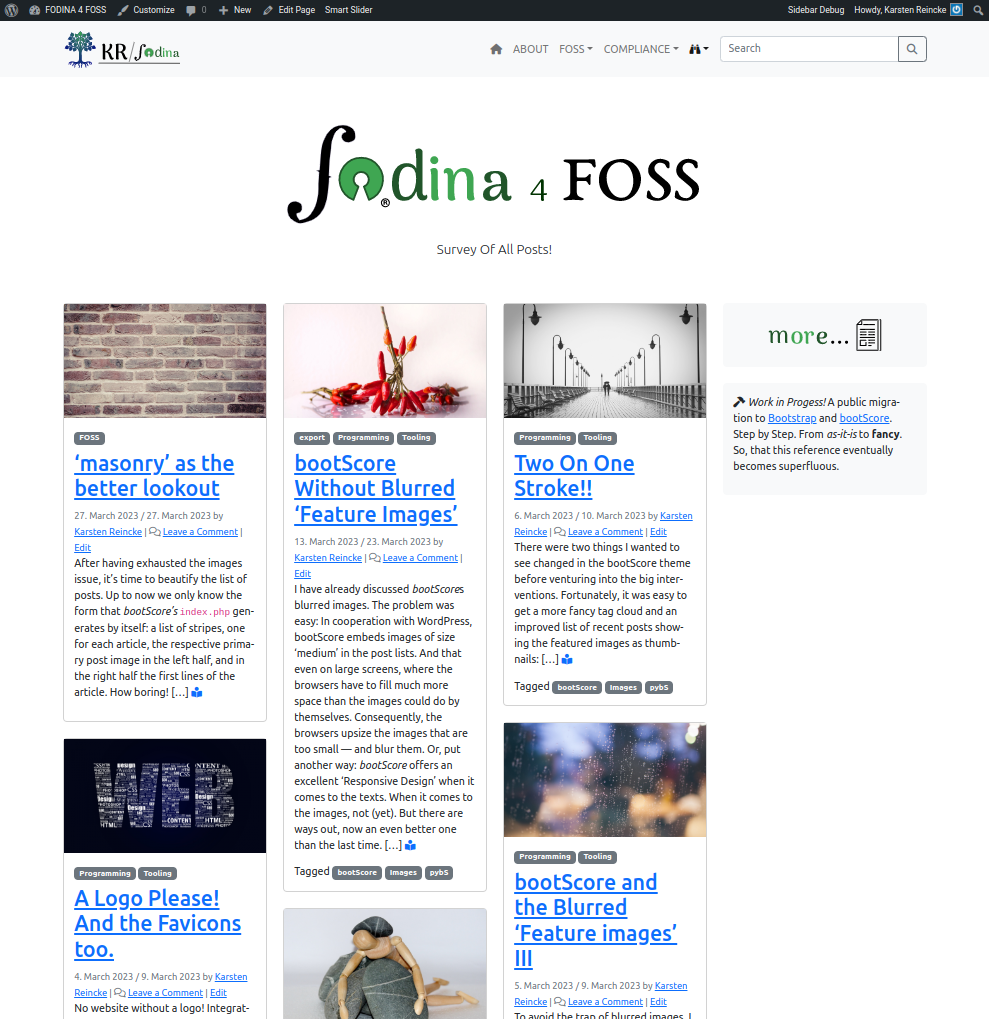 FODINA 4 FOSS Customize 0 New Edit Page Smart Slider Sidebar Debug Howdy, Karsten Reincke
KR/ fodina
ABOUT FOSS COMPLIANCE Search
fodina® 4 FOSS
Survey Of All Posts!
FOSS
‘masonry’ as the
better lookout
27. March 2023 / 27. March 2023 by
Karsten Reincke | Leave a Comment |
Edit
After having exhausted the images
issue, it’s time to beautify the list of
posts. Up to now we only know the
form that bootScore’s index.php gen-
erates by itself: a list of stripes, one
for each article, the respective prima-
ry post image in the left half, and in
the right half the first lines of the
article. How boring! […]
WEB
Programming Tooling
A Logo Please!
And the Favicons
too.
4. March 2023 / 9. March 2023 by Karsten
Reincke | Leave a Comment | Edit
No website without a logo! Integrat-
export Programming Tooling
bootScore
Without Blurred
‘Feature Images’
13. March 2023 / 23. March 2023 by
Karsten Reincke | Leave a Comment |
Edit
I have already discussed bootScores
blurred images. The problem was
easy: In cooperation with WordPress,
bootScore embeds images of size
‘medium’ in the post lists. And that
even on large screens, where the
browsers have to fill much more
space than the images could do by
themselves. Consequently, the
browsers upsize the images that are
too small — and blur them. Or, put
another way: bootScore offers an
excellent ‘Responsive Design’ when it
comes to the texts. When it comes to
the images, not (yet). But there are
ways out, now an even better one
than the last time. […]
Tagged bootScore Images pybS
Programming Tooling
Two On One
Stroke!!
6. March 2023 / 10. March 2023 by Karsten
Reincke | Leave a Comment | Edit
There were two things I wanted to
see changed in the bootScore theme
before venturing into the big inter-
ventions. Fortunately, it was easy to
get a more fancy tag cloud and an
improved list of recent posts show-
ing the featured images as thumb-
nails: […]
Tagged bootScore Images pybS
Programming Tooling
bootScore and
the Blurred
‘Feature images’
III
5. March 2023 / 9. March 2023 by Karsten
Reincke | Leave a Comment | Edit
To avoid the trap of blurred images, I
more...
Work in Progess! A public migra-
tion to Bootstrap and bootScore.
Step by Step. From as-it-is to fancy.
So, that this reference eventually
becomes superfluous.